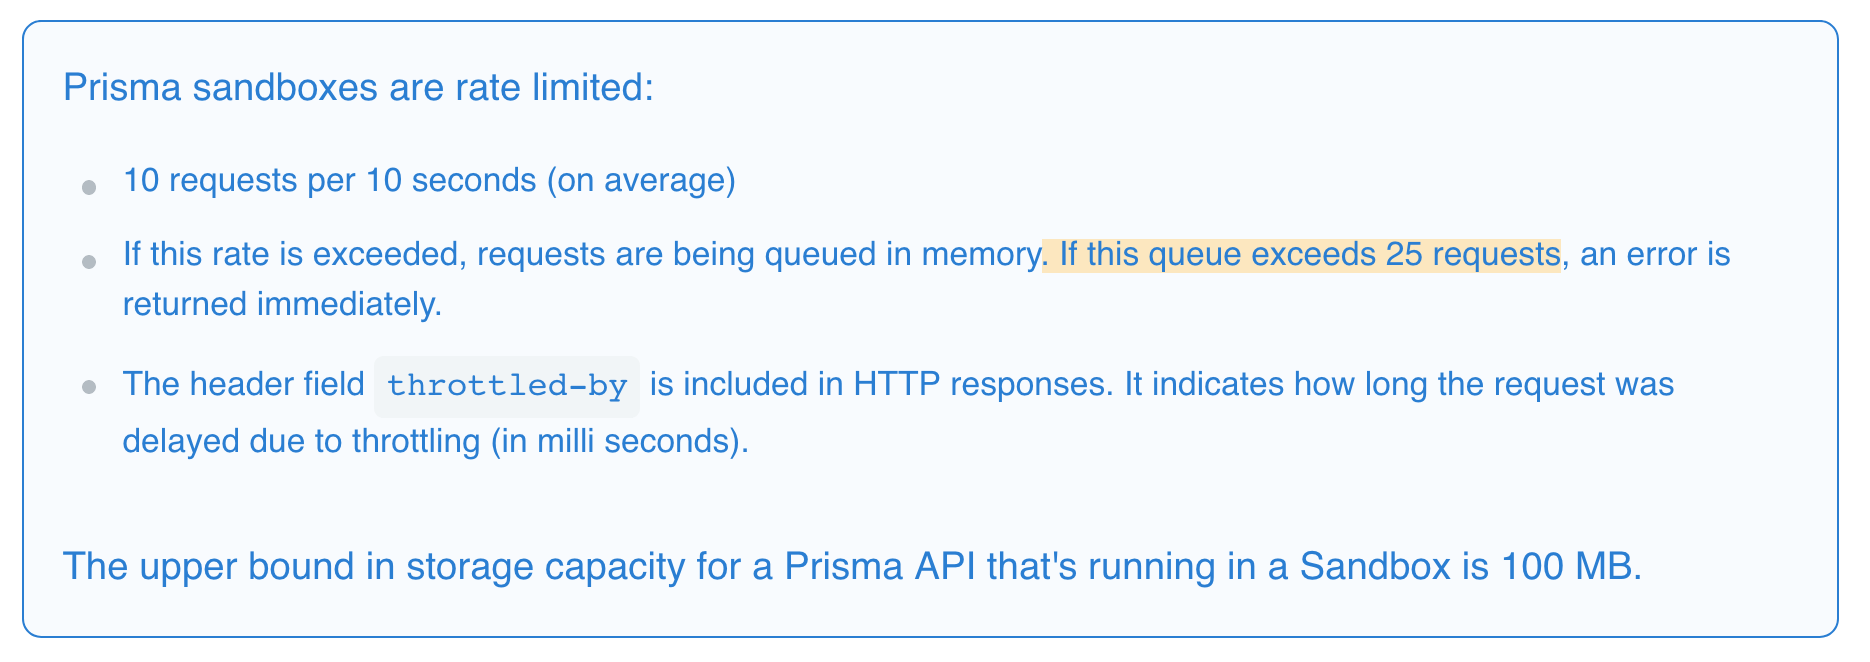 Prisma sandboxes are rate limited:
10 requests per 10 seconds (on average)
If this rate is exceeded, requests are being queued in memory. If this queue exceeds 25 requests, an error is
returned immediately.
The header field throttled-by is included in HTTP responses. It indicates how long the request was
delayed due to throttling (in milli seconds).
The upper bound in storage capacity for a Prisma API that's running in a Sandbox is 100 MB.